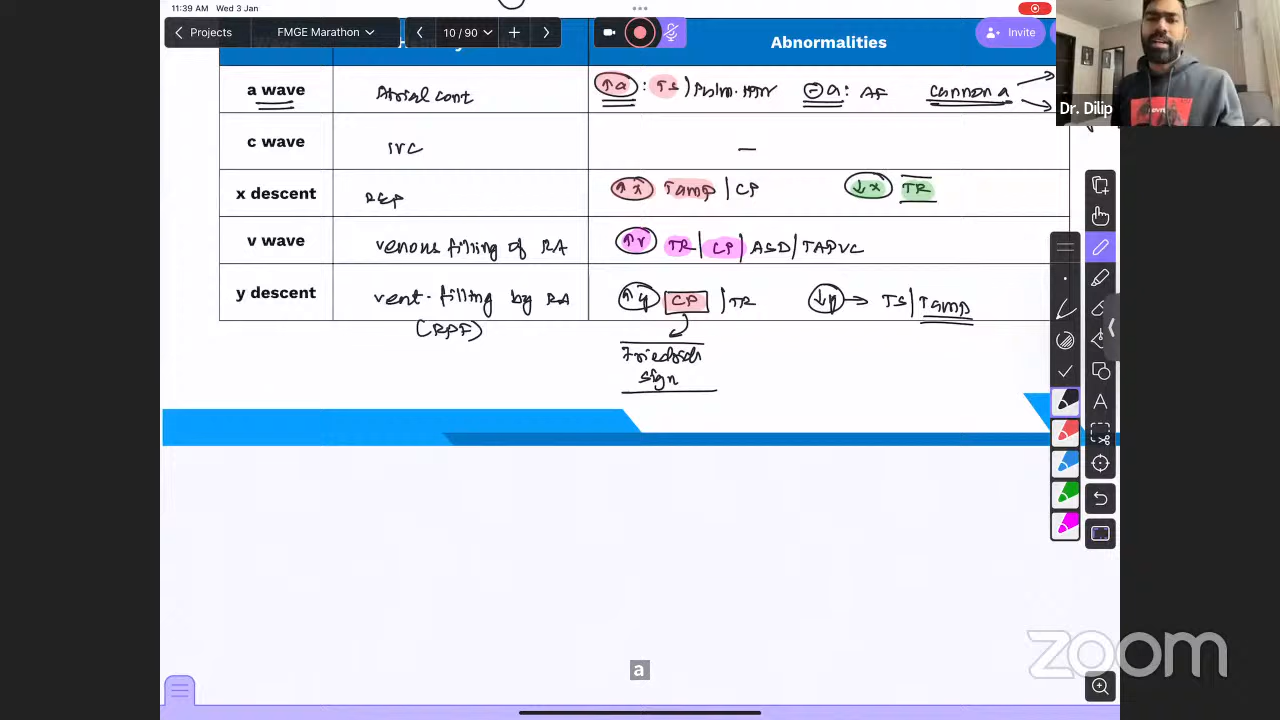 11:39 AM Wed 3 Jan
Projects
FMGE Marathon
10 / 90
Invite
Abnormalities
Dr. Dilip
a wave
Atrial cont
↑a : TS | Pulm. HTN
⊖ a : AF
Cannon a
c wave
IVC
—
x descent
↑x Tamp | CP
↓x TR
v wave
venous filling of RA
↑v TR | CP | ASD | TAPVC
y descent
vent. filling by RA
(RPF)
↑y CP | TR
↓y → TS | Tamp
Friedrich
sign
a
zoom